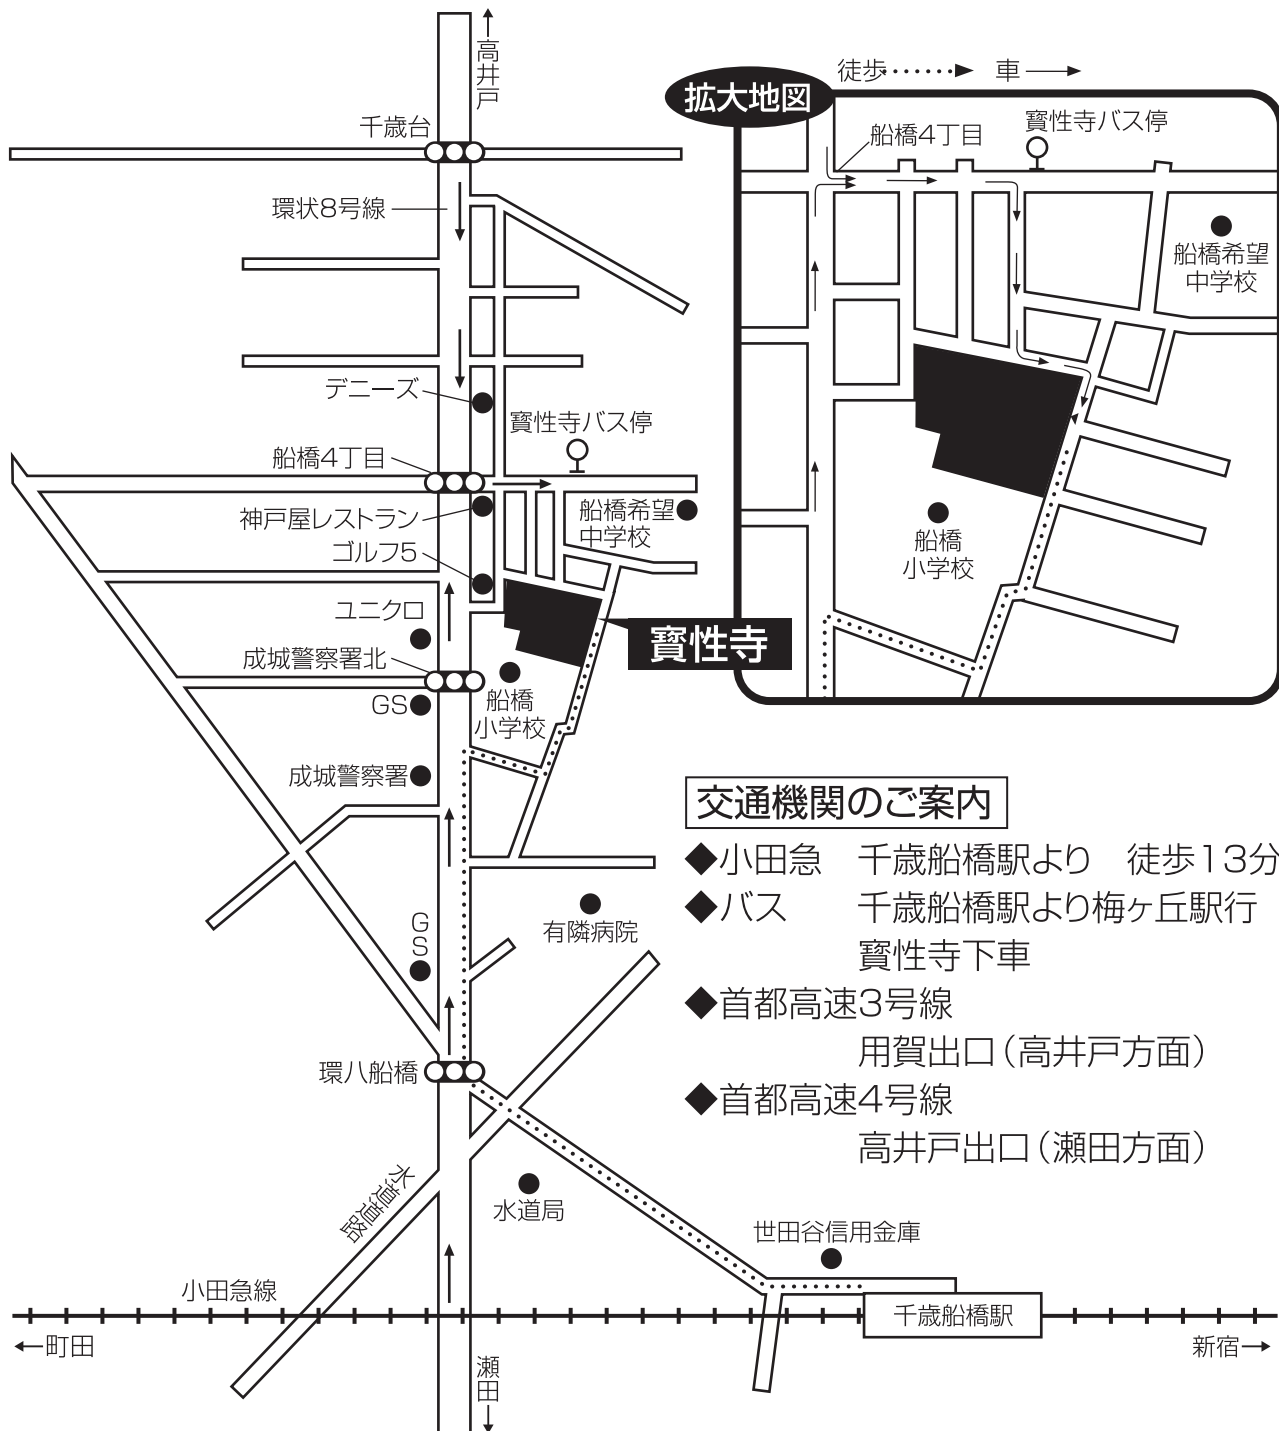 高井戸
千歳台
環状8号線
デニーズ
寶性寺バス停
船橋4丁目
神戸屋レストラン
船橋希望
中学校
ゴルフ5
ユニクロ
成城警察署北
寶性寺
GS
船橋
小学校
成城警察署
GS
有隣病院
環八船橋
水道道路
水道局
世田谷信用金庫
小田急線
千歳船橋駅
←町田
新宿→
瀬田
徒歩
車
拡大地図
船橋4丁目
寶性寺バス停
船橋希望
中学校
船橋
小学校
交通機関のご案内
◆小田急 千歳船橋駅より 徒歩13分
◆バス 千歳船橋駅より梅ヶ丘駅行
寶性寺下車
◆首都高速3号線
用賀出口(高井戸方面)
◆首都高速4号線
高井戸出口(瀬田方面)